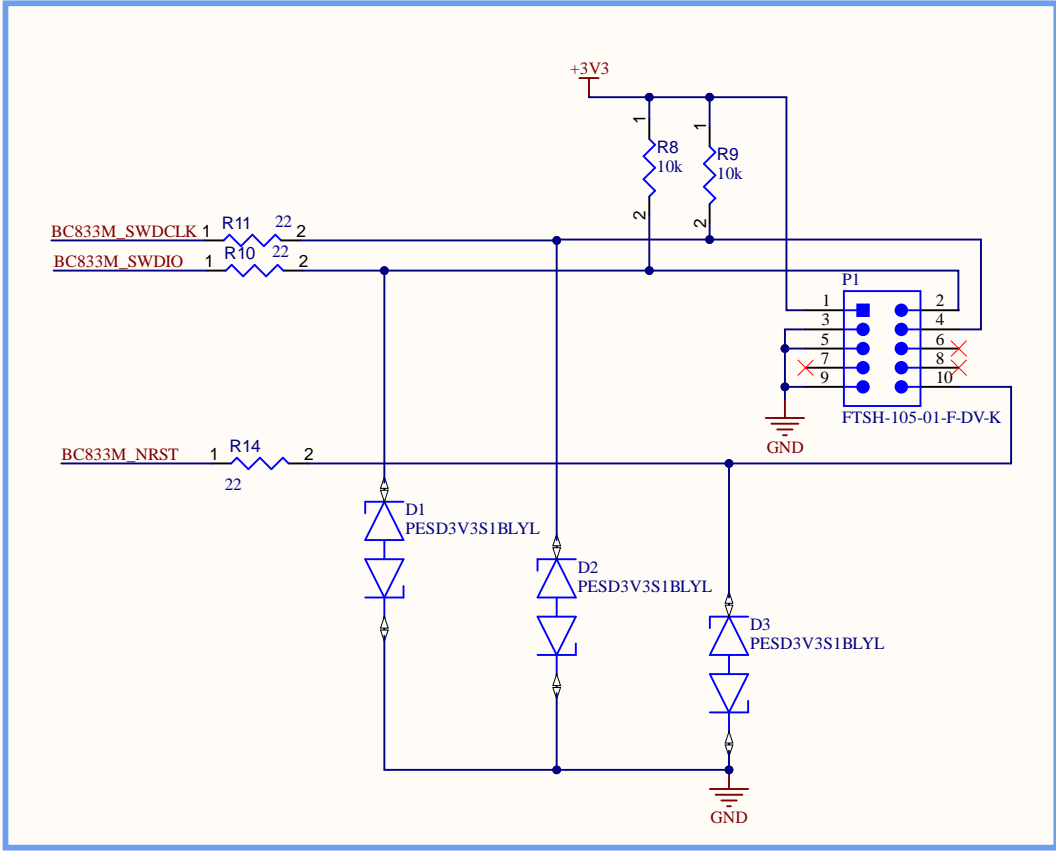 +3V3
1
1
R8
10k
R9
10k
2
2
BC833M_SWDCLK 1 R11 22 2
BC833M_SWDIO 1 R10 22 2
P1
1 2
3 4
5 6
7 8
9 10
FTSH-105-01-F-DV-K
GND
BC833M_NRST 1 R14 2
22
D1
PESD3V3S1BLYL
D2
PESD3V3S1BLYL
D3
PESD3V3S1BLYL
GND